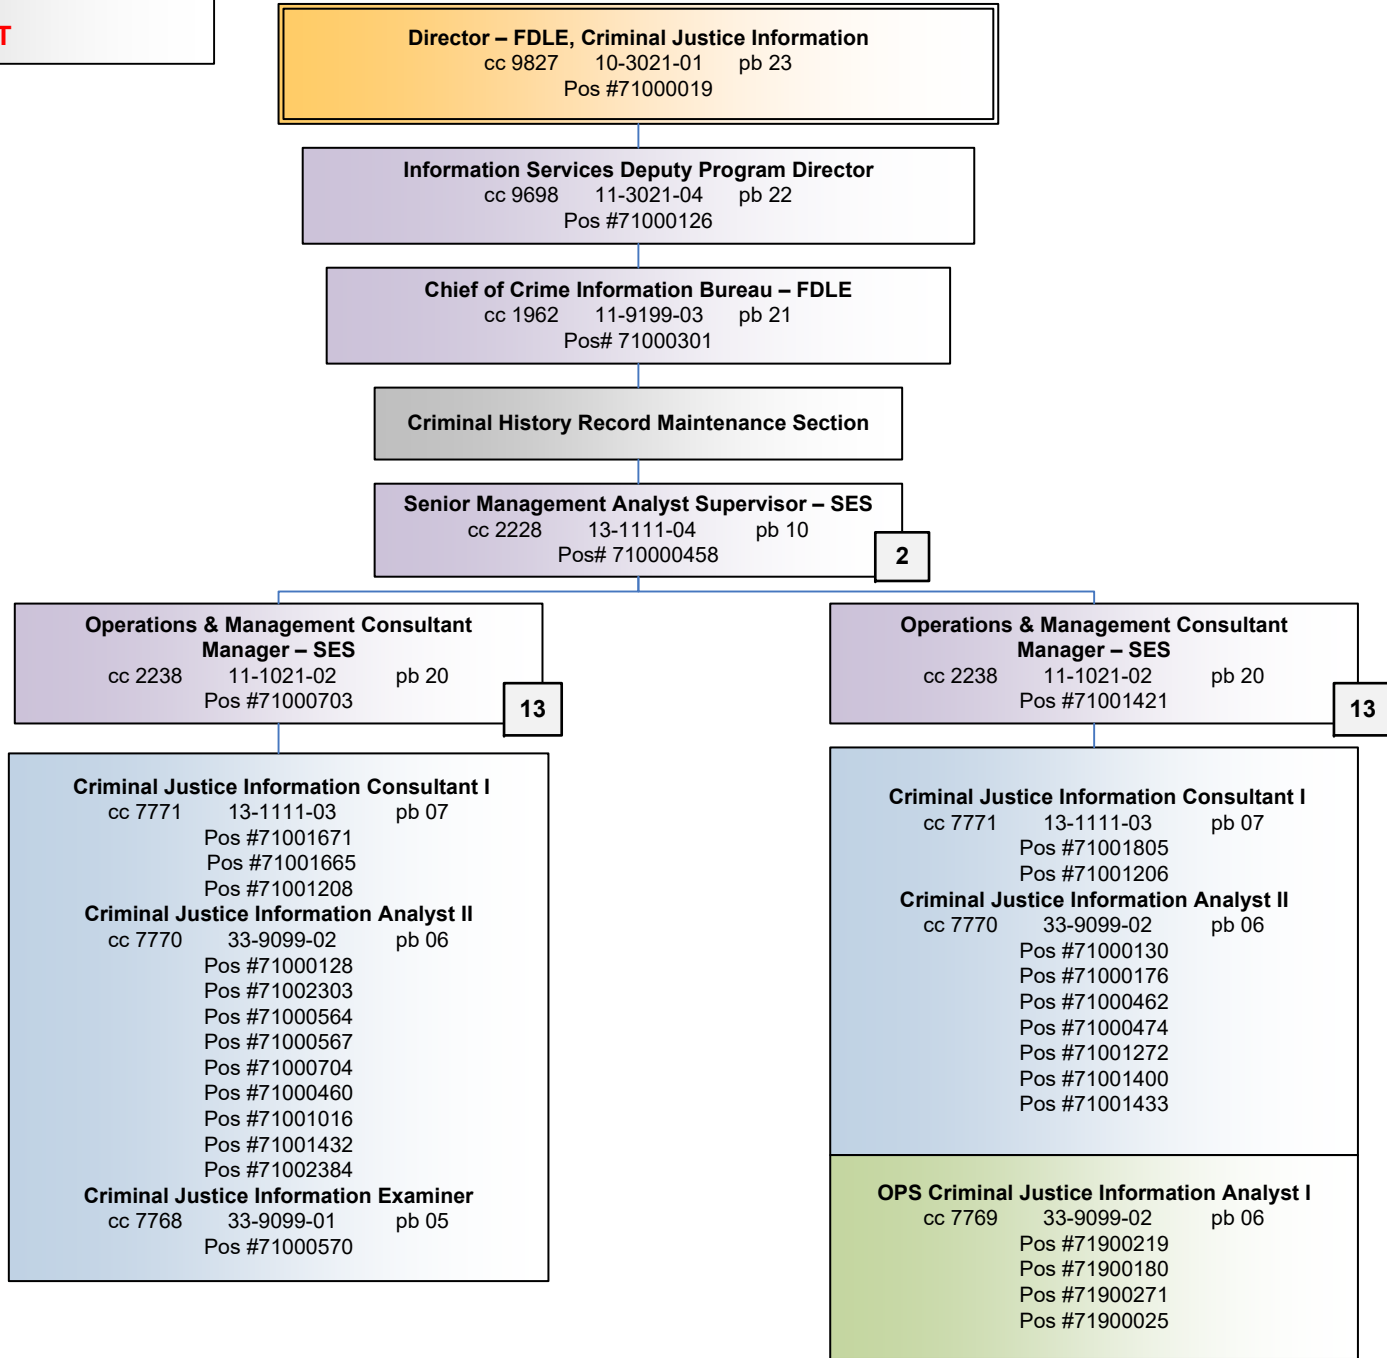 T
Director – FDLE, Criminal Justice Information
cc 9827 10-3021-01 pb 23
Pos #71000019
Information Services Deputy Program Director
cc 9698 11-3021-04 pb 22
Pos #71000126
Chief of Crime Information Bureau – FDLE
cc 1962 11-9199-03 pb 21
Pos# 71000301
Criminal History Record Maintenance Section
Senior Management Analyst Supervisor – SES
cc 2228 13-1111-04 pb 10
Pos# 710000458
2
Operations & Management Consultant
Manager – SES
cc 2238 11-1021-02 pb 20
Pos #71000703
13
Criminal Justice Information Consultant I
cc 7771 13-1111-03 pb 07
Pos #71001671
Pos #71001665
Pos #71001208
Criminal Justice Information Analyst II
cc 7770 33-9099-02 pb 06
Pos #71000128
Pos #71002303
Pos #71000564
Pos #71000567
Pos #71000704
Pos #71000460
Pos #71001016
Pos #71001432
Pos #71002384
Criminal Justice Information Examiner
cc 7768 33-9099-01 pb 05
Pos #71000570
Operations & Management Consultant
Manager – SES
cc 2238 11-1021-02 pb 20
Pos #71001421
13
Criminal Justice Information Consultant I
cc 7771 13-1111-03 pb 07
Pos #71001805
Pos #71001206
Criminal Justice Information Analyst II
cc 7770 33-9099-02 pb 06
Pos #71000130
Pos #71000176
Pos #71000462
Pos #71000474
Pos #71001272
Pos #71001400
Pos #71001433
OPS Criminal Justice Information Analyst I
cc 7769 33-9099-02 pb 06
Pos #71900219
Pos #71900180
Pos #71900271
Pos #71900025